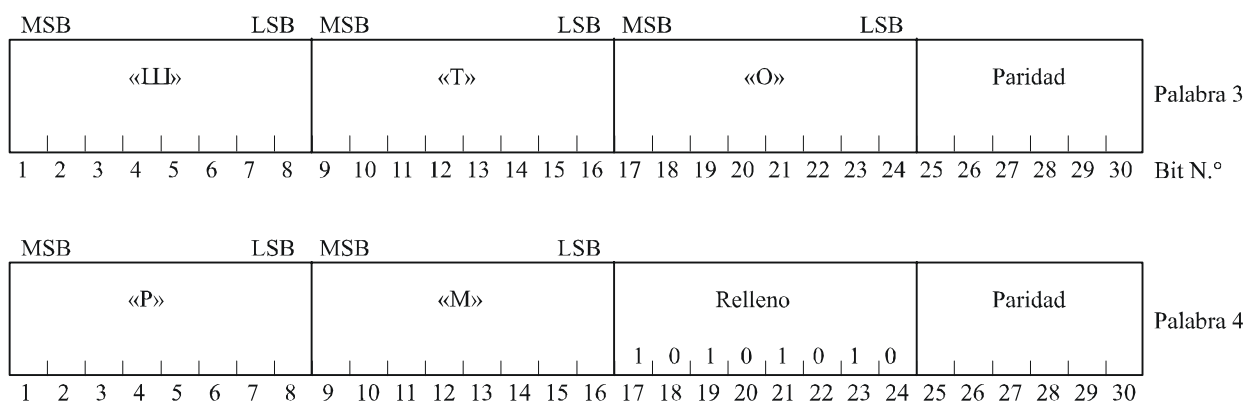 MSB LSB MSB LSB MSB LSB
«Ш» «Т» «О» Paridad
Palabra 3
1 2 3 4 5 6 7 8 9 10 11 12 13 14 15 16 17 18 19 20 21 22 23 24 25 26 27 28 29 30 Bit N.°
MSB LSB MSB LSB
«Р» «М» Relleno Paridad
Palabra 4
1 0 1 0 1 0 1 0
1 2 3 4 5 6 7 8 9 10 11 12 13 14 15 16 17 18 19 20 21 22 23 24 25 26 27 28 29 30